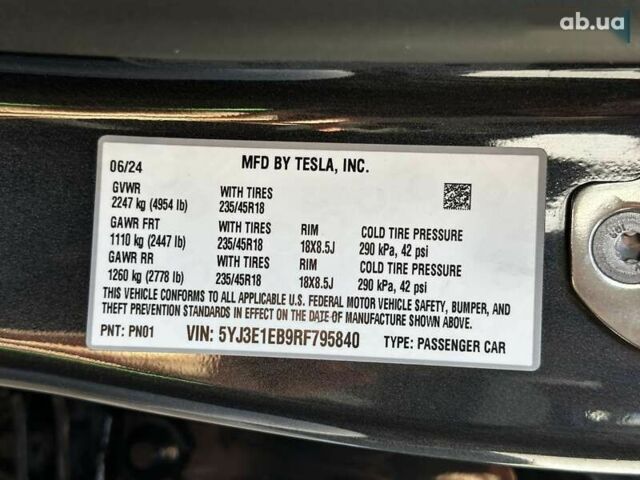 ab.ua
06/24 MFD BY TESLA, INC.
GVWR WITH TIRES
2247 kg (4954 lb) 235/45R18
GAWR FRT WITH TIRES RIM COLD TIRE PRESSURE
1110 kg (2447 lb) 235/45R18 18X8.5J 290 kPa, 42 psi
GAWR RR WITH TIRES RIM COLD TIRE PRESSURE
1260 kg (2778 lb) 235/45R18 18X8.5J 290 kPa, 42 psi
THIS VEHICLE CONFORMS TO ALL APPLICABLE U.S. FEDERAL MOTOR VEHICLE SAFETY, BUMPER, AND
THEFT PREVENTION STANDARDS IN EFFECT ON THE DATE OF MANUFACTURE SHOWN ABOVE.
PNT: PN01 VIN: 5YJ3E1EB9RF795840 TYPE: PASSENGER CAR